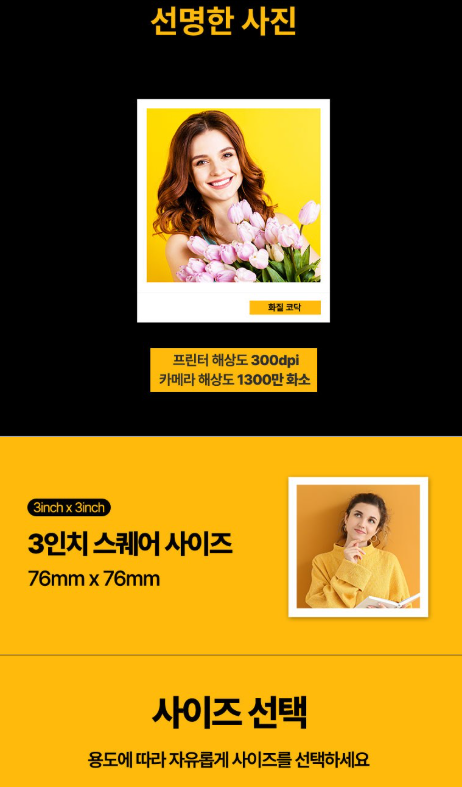 선명한 사진
화질 코닥
프린터 해상도 300dpi
카메라 해상도 1300만 화소
3inch x 3inch
3인치 스퀘어 사이즈
76mm x 76mm
사이즈 선택
용도에 따라 자유롭게 사이즈를 선택하세요